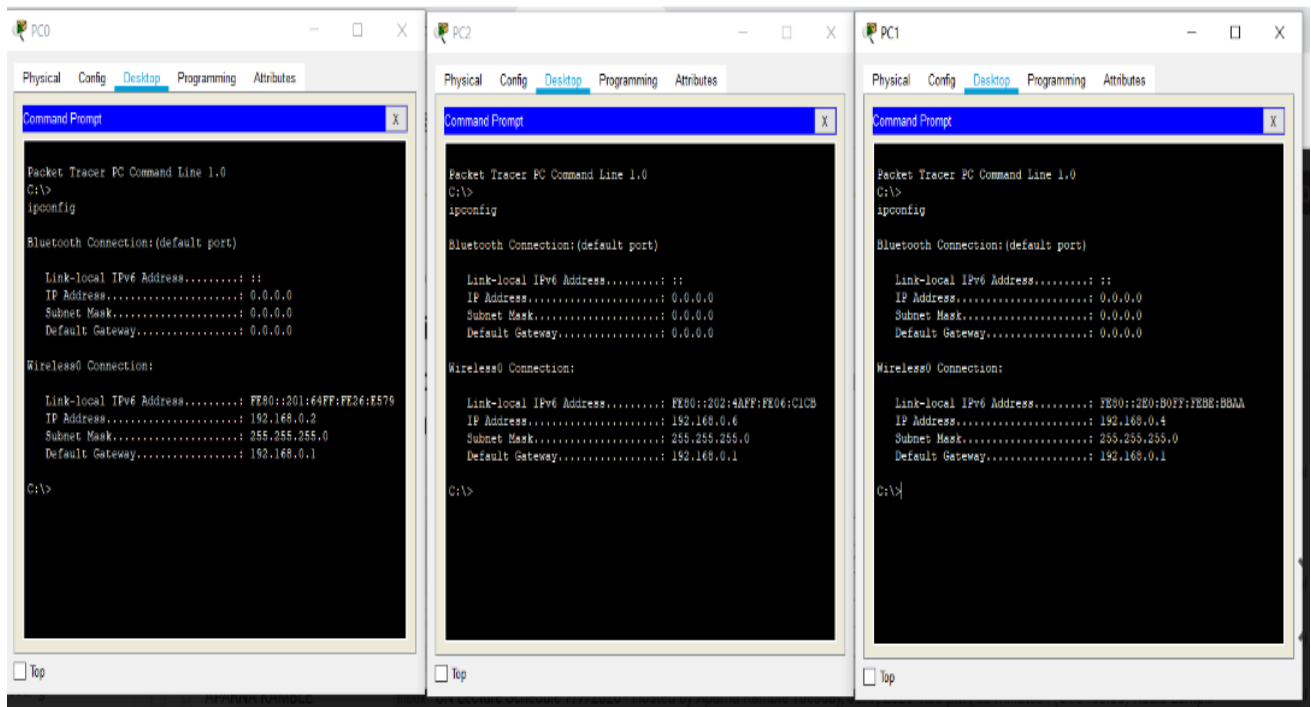 PC0
Physical Config Desktop Programming Attributes
Command Prompt X
Packet Tracer PC Command Line 1.0
C:\>
ipconfig
Bluetooth Connection:(default port)
Link-local IPv6 Address.........: ::
IP Address......................: 0.0.0.0
Subnet Mask.....................: 0.0.0.0
Default Gateway.................: 0.0.0.0
Wireless0 Connection:
Link-local IPv6 Address.........: FE80::201:64FF:FE26:E579
IP Address......................: 192.168.0.2
Subnet Mask.....................: 255.255.255.0
Default Gateway.................: 192.168.0.1
C:\>
Top
PC2
Physical Config Desktop Programming Attributes
Command Prompt X
Packet Tracer PC Command Line 1.0
C:\>
ipconfig
Bluetooth Connection:(default port)
Link-local IPv6 Address.........: ::
IP Address......................: 0.0.0.0
Subnet Mask.....................: 0.0.0.0
Default Gateway.................: 0.0.0.0
Wireless0 Connection:
Link-local IPv6 Address.........: FE80::202:4AFF:FE06:C1CB
IP Address......................: 192.168.0.6
Subnet Mask.....................: 255.255.255.0
Default Gateway.................: 192.168.0.1
C:\>
Top
PC1
Physical Config Desktop Programming Attributes
Command Prompt X
Packet Tracer PC Command Line 1.0
C:\>
ipconfig
Bluetooth Connection:(default port)
Link-local IPv6 Address.........: ::
IP Address......................: 0.0.0.0
Subnet Mask.....................: 0.0.0.0
Default Gateway.................: 0.0.0.0
Wireless0 Connection:
Link-local IPv6 Address.........: FE80::2E0:B0FF:FEBE:BBAA
IP Address......................: 192.168.0.4
Subnet Mask.....................: 255.255.255.0
Default Gateway.................: 192.168.0.1
C:\>
Top